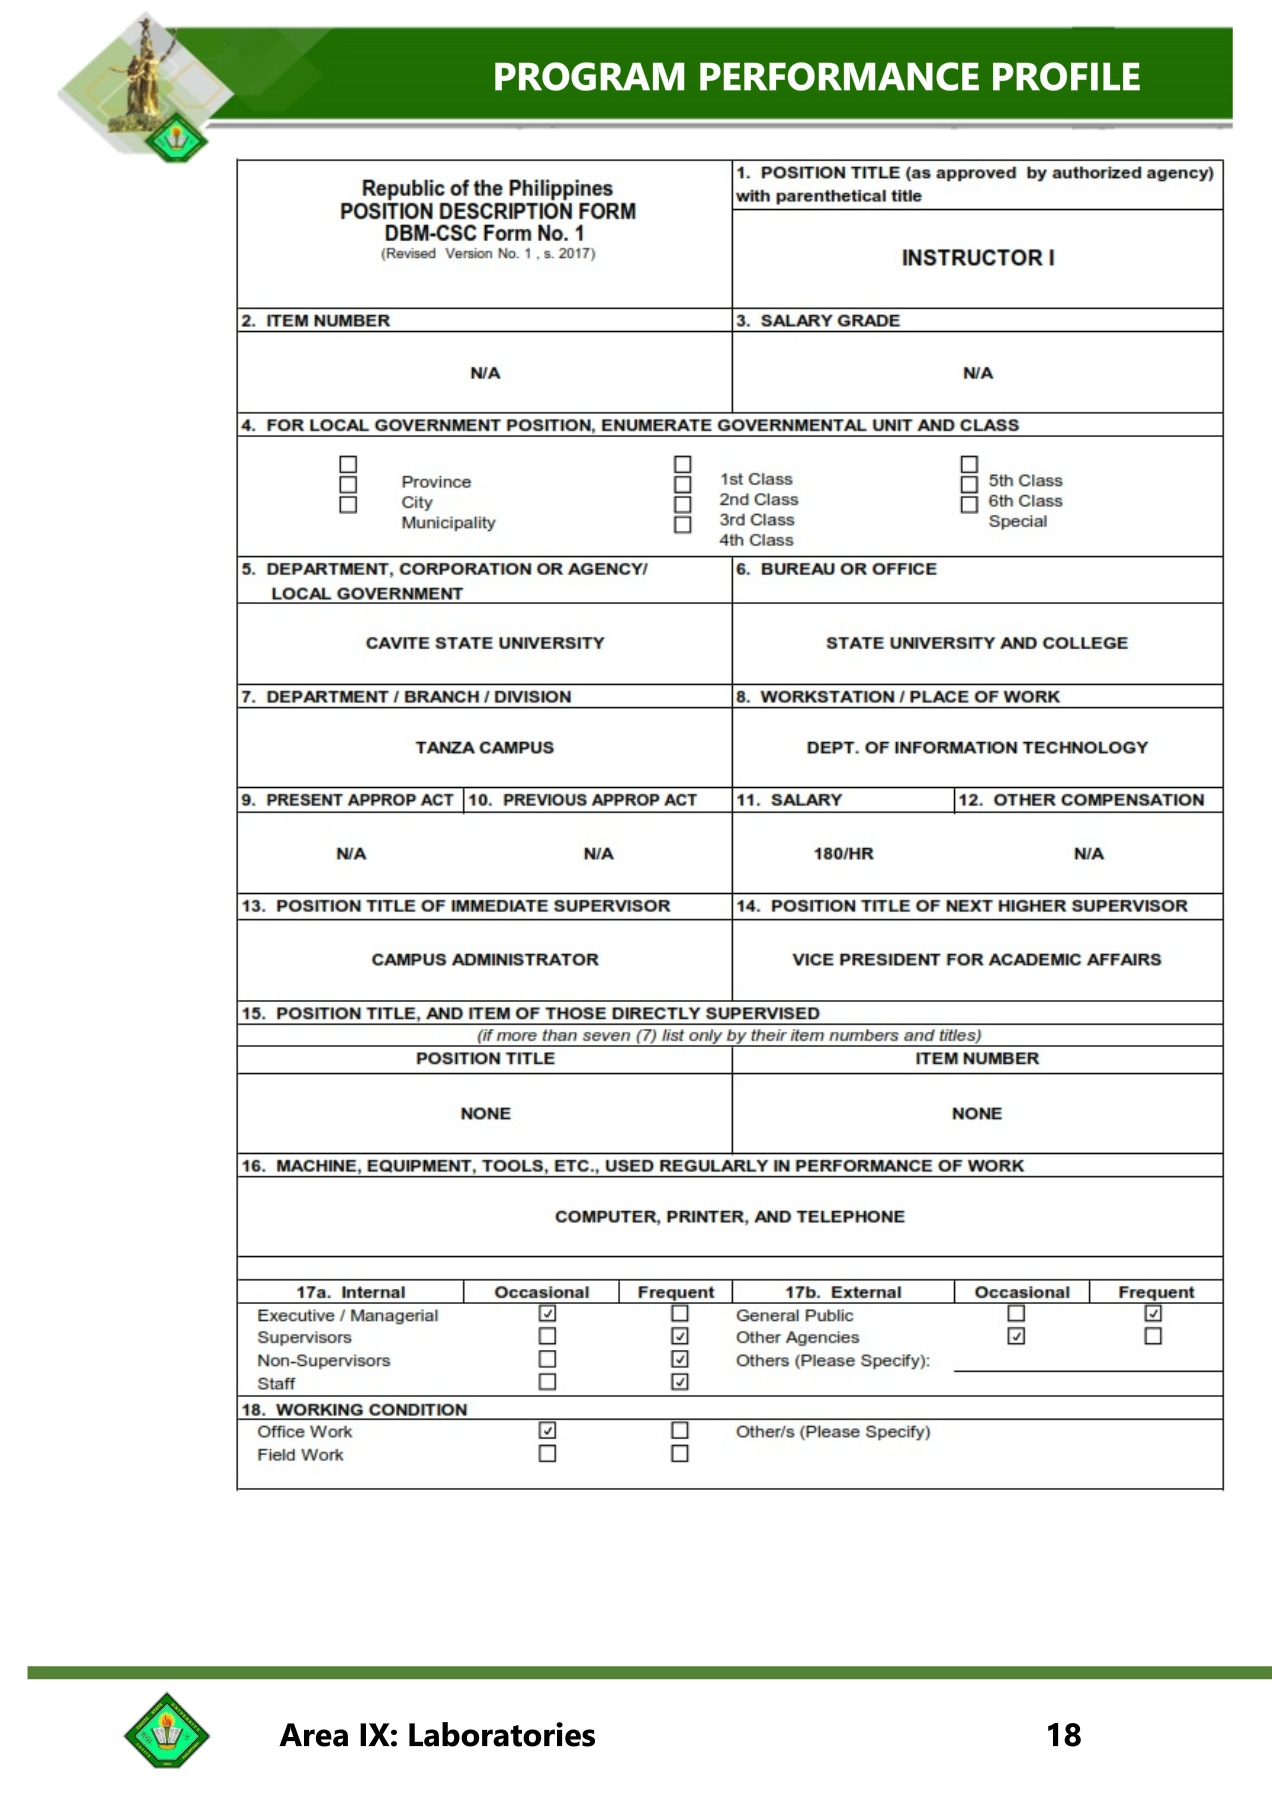 PROGRAM PERFORMANCE PROFILE
Republic of the Philippines
POSITION DESCRIPTION FORM
DBM-CSC Form No. 1
(Revised Version No. 1 , s. 2017)
1. POSITION TITLE (as approved by authorized agency)
with parenthetical title
INSTRUCTOR I
2. ITEM NUMBER
3. SALARY GRADE
N/A
N/A
4. FOR LOCAL GOVERNMENT POSITION, ENUMERATE GOVERNMENTAL UNIT AND CLASS
Province
City
Municipality
1st Class
2nd Class
3rd Class
4th Class
5th Class
6th Class
Special
5. DEPARTMENT, CORPORATION OR AGENCY/
LOCAL GOVERNMENT
6. BUREAU OR OFFICE
CAVITE STATE UNIVERSITY
STATE UNIVERSITY AND COLLEGE
7. DEPARTMENT / BRANCH / DIVISION
8. WORKSTATION / PLACE OF WORK
TANZA CAMPUS
DEPT. OF INFORMATION TECHNOLOGY
9. PRESENT APPROP ACT
10. PREVIOUS APPROP ACT
11. SALARY
12. OTHER COMPENSATION
N/A
N/A
180/HR
N/A
13. POSITION TITLE OF IMMEDIATE SUPERVISOR
14. POSITION TITLE OF NEXT HIGHER SUPERVISOR
CAMPUS ADMINISTRATOR
VICE PRESIDENT FOR ACADEMIC AFFAIRS
15. POSITION TITLE, AND ITEM OF THOSE DIRECTLY SUPERVISED
(if more than seven (7) list only by their item numbers and titles)
POSITION TITLE
ITEM NUMBER
NONE
NONE
16. MACHINE, EQUIPMENT, TOOLS, ETC., USED REGULARLY IN PERFORMANCE OF WORK
COMPUTER, PRINTER, AND TELEPHONE
17a. Internal
Occasional
Frequent
17b. External
Occasional
Frequent
Executive / Managerial
General Public
Supervisors
Other Agencies
Non-Supervisors
Others (Please Specify):
Staff
18. WORKING CONDITION
Office Work
Other/s (Please Specify)
Field Work
Area IX: Laboratories
18